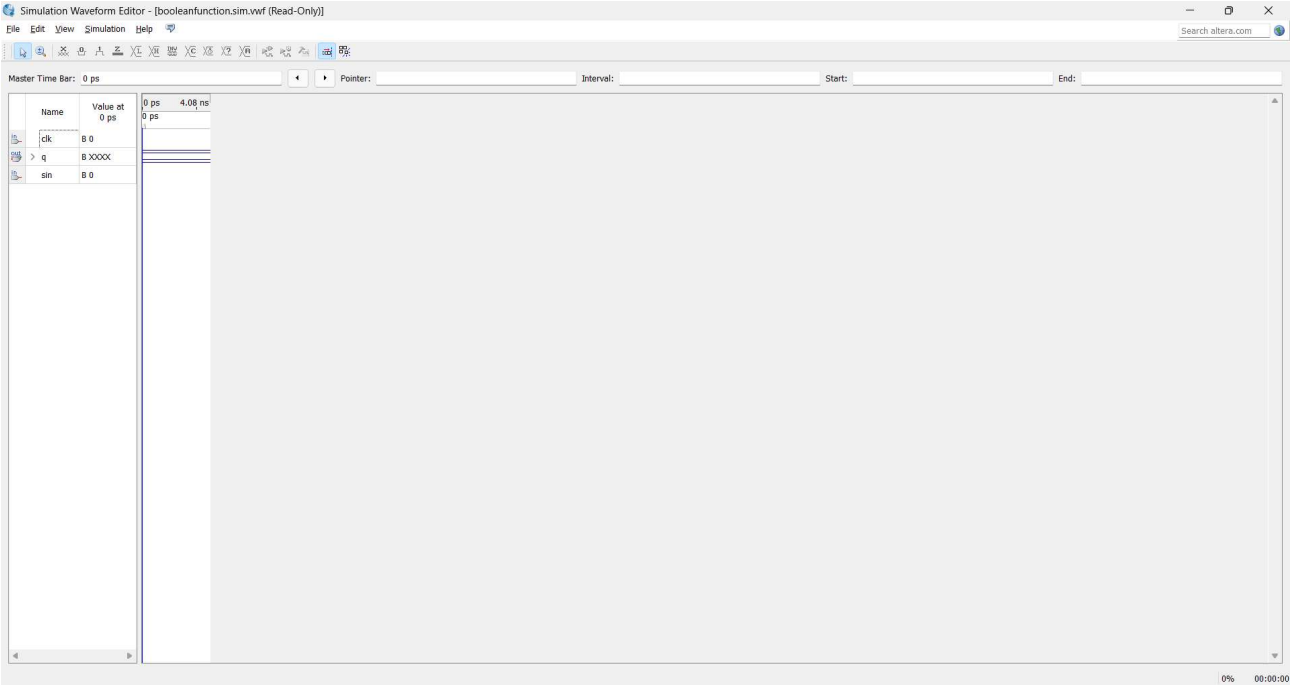 Simulation Waveform Editor - [booleanfunction.sim.vwf (Read-Only)]
File Edit View Simulation Help
Search altera.com
Master Time Bar: 0 ps Pointer: Interval: Start: End:
Name Value at 0 ps
0 ps 4.08 ns
0 ps
clk B 0
q B XXXX
sin B 0
0% 00:00:00